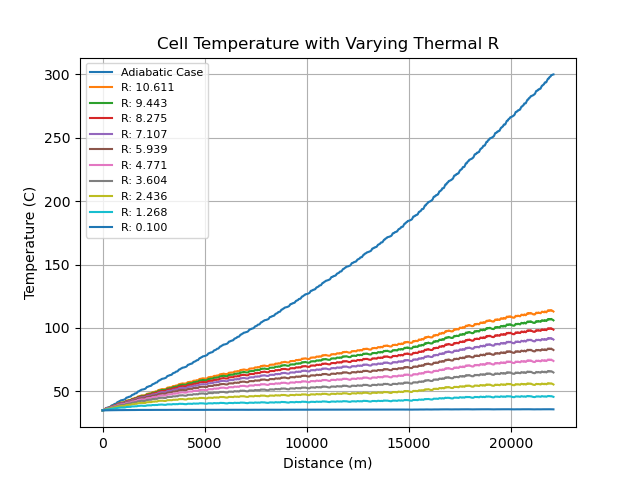 Cell Temperature with Varying Thermal R
Temperature (C)
300
250
200
150
100
50
Adiabatic Case
R: 10.611
R: 9.443
R: 8.275
R: 7.107
R: 5.939
R: 4.771
R: 3.604
R: 2.436
R: 1.268
R: 0.100
0 5000 10000 15000 20000
Distance (m)